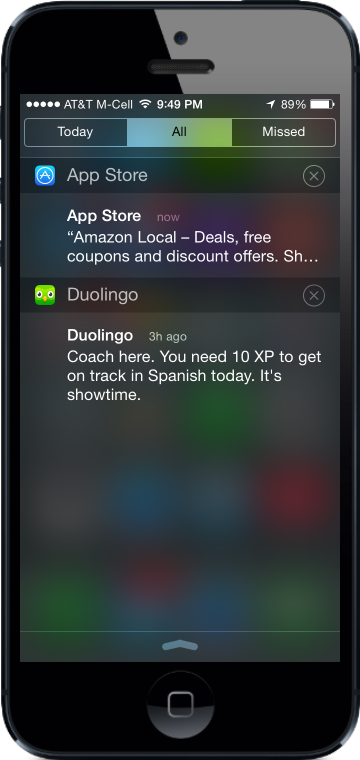 ●●●●● AT&T M-Cell 9:49 PM 89%
Today All Missed
App Store
App Store now
“Amazon Local – Deals, free
coupons and discount offers. Sh…
Duolingo
Duolingo 3h ago
Coach here. You need 10 XP to get
on track in Spanish today. It's
showtime.